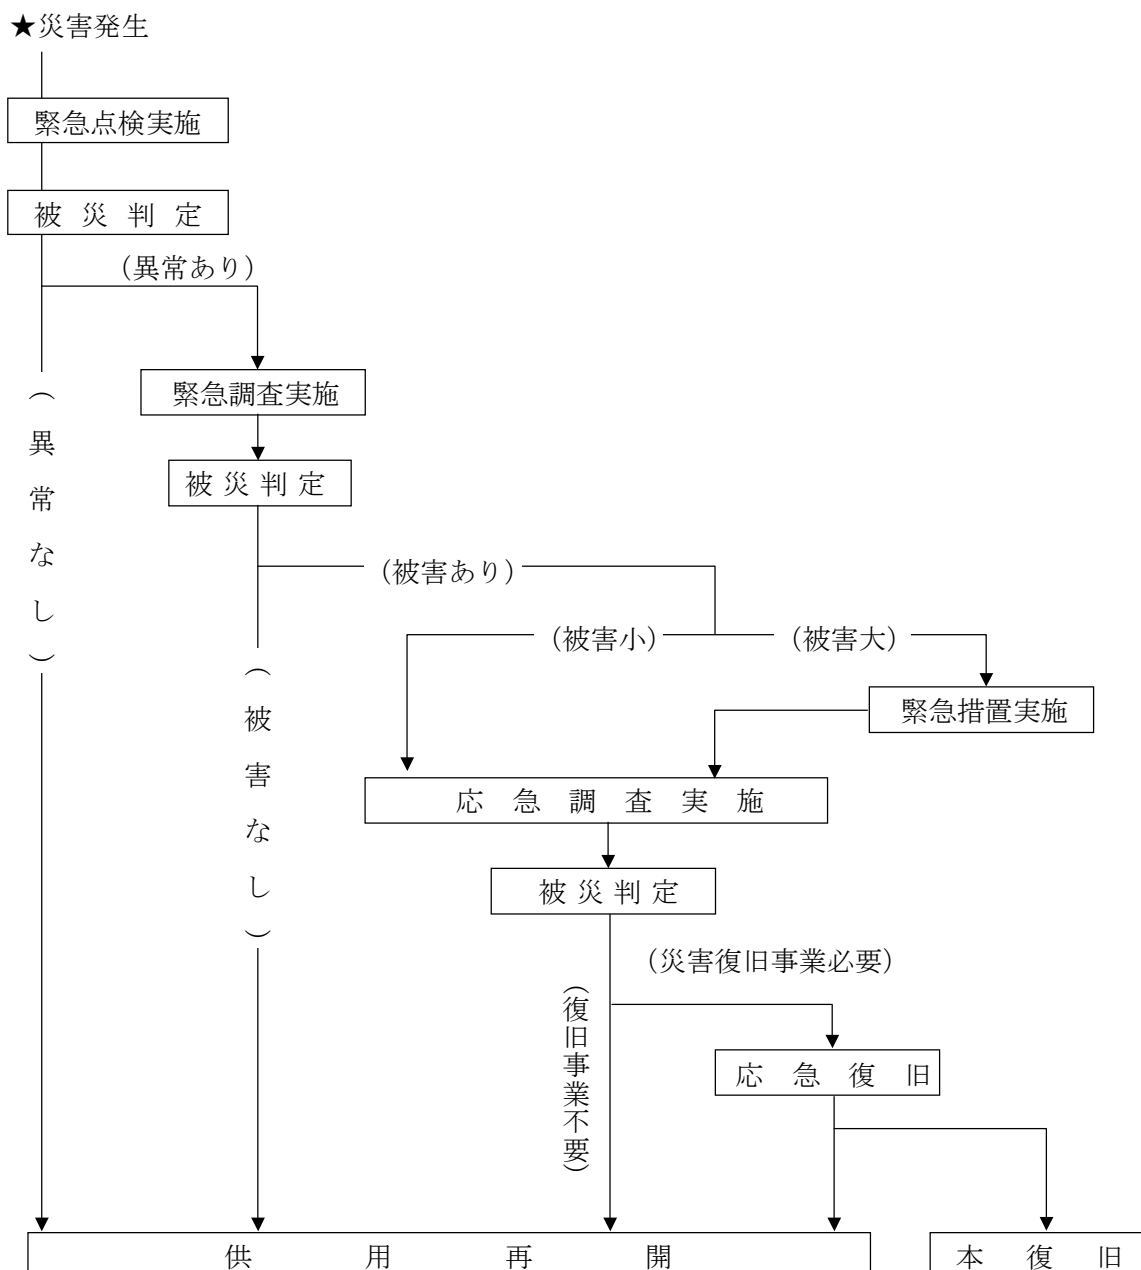 ★災害発生
緊急点検実施
被災判定
（異常あり）
（異常なし）
緊急調査実施
被災判定
（被害あり）
（被害小）
（被害大）
（被害なし）
緊急措置実施
応急調査実施
被災判定
（災害復旧事業必要）
（復旧事業不要）
応急復旧
供用再開
本復旧